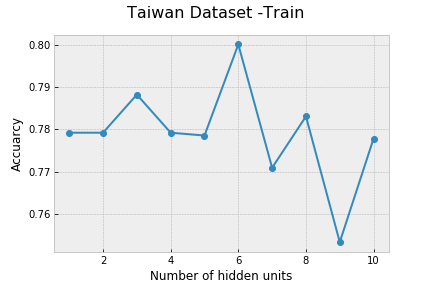 Taiwan Dataset -Train
0.80
0.79
0.78
0.77
0.76
Accuarcy
2 4 6 8 10
Number of hidden units